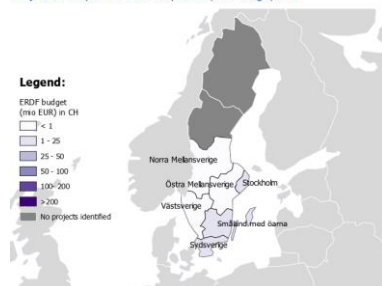 Legend:
ERDF budget
(mio EUR) in CH
< 1
1 - 25
25 - 50
50 - 100
100- 200
>200
No projects identified
Norra Mellansverige
Östra Mellansverige
Stockholm
Västsverige
Småland med öarna
Sydsverige